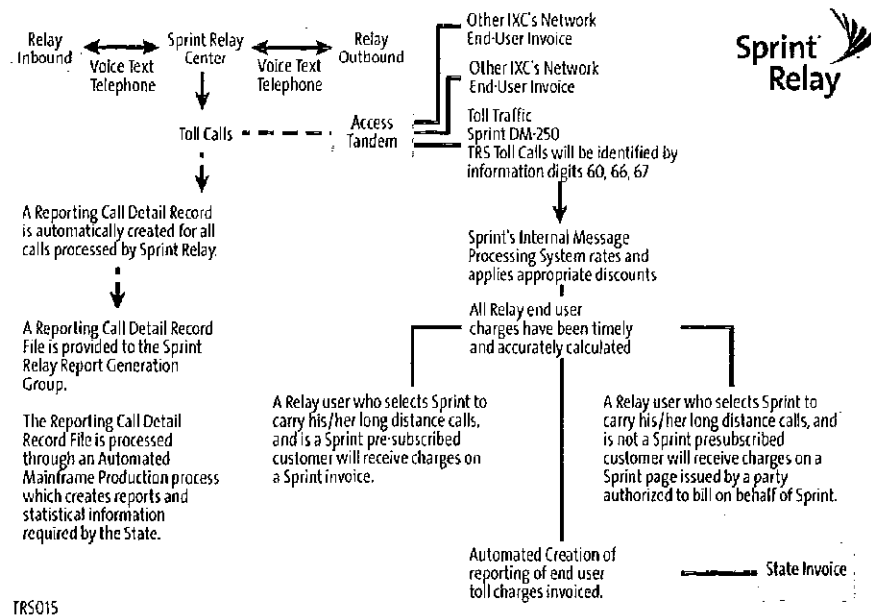 Relay
Inbound
Sprint Relay
Center
Relay
Outbound
Voice Text
Telephone
Voice Text
Telephone
Other IXC's Network
End-User Invoice
Other IXC's Network
End-User Invoice
Sprint
Relay
Toll Calls
Access
Tandem
Toll Traffic
Sprint DM-250
TRS Toll Calls will be identified by
information digits 60, 66, 67
A Reporting Call Detail Record
is automatically created for all
calls processed by Sprint Relay.
Sprint's Internal Message
Processing System rates and
applies appropriate discounts
All Relay end user
charges have been timely
and accurately calculated
A Reporting Call Detail Record
File is provided to the Sprint
Relay Report Generation
Group.
The Reporting Call Detail
Record File is processed
through an Automated
Mainframe Production process
which creates reports and
statistical information
required by the State.
A Relay user who selects Sprint to
carry his/her long distance calls,
and is a Sprint pre-subscribed
customer will receive charges on
a Sprint invoice.
A Relay user who selects Sprint to
carry his/her long distance calls, and
is not a Sprint presubscribed
customer will receive charges on a
Sprint page issued by a party
authorized to bill on behalf of Sprint.
Automated Creation of
reporting of end user
toll charges invoiced.
State Invoice
TRS015